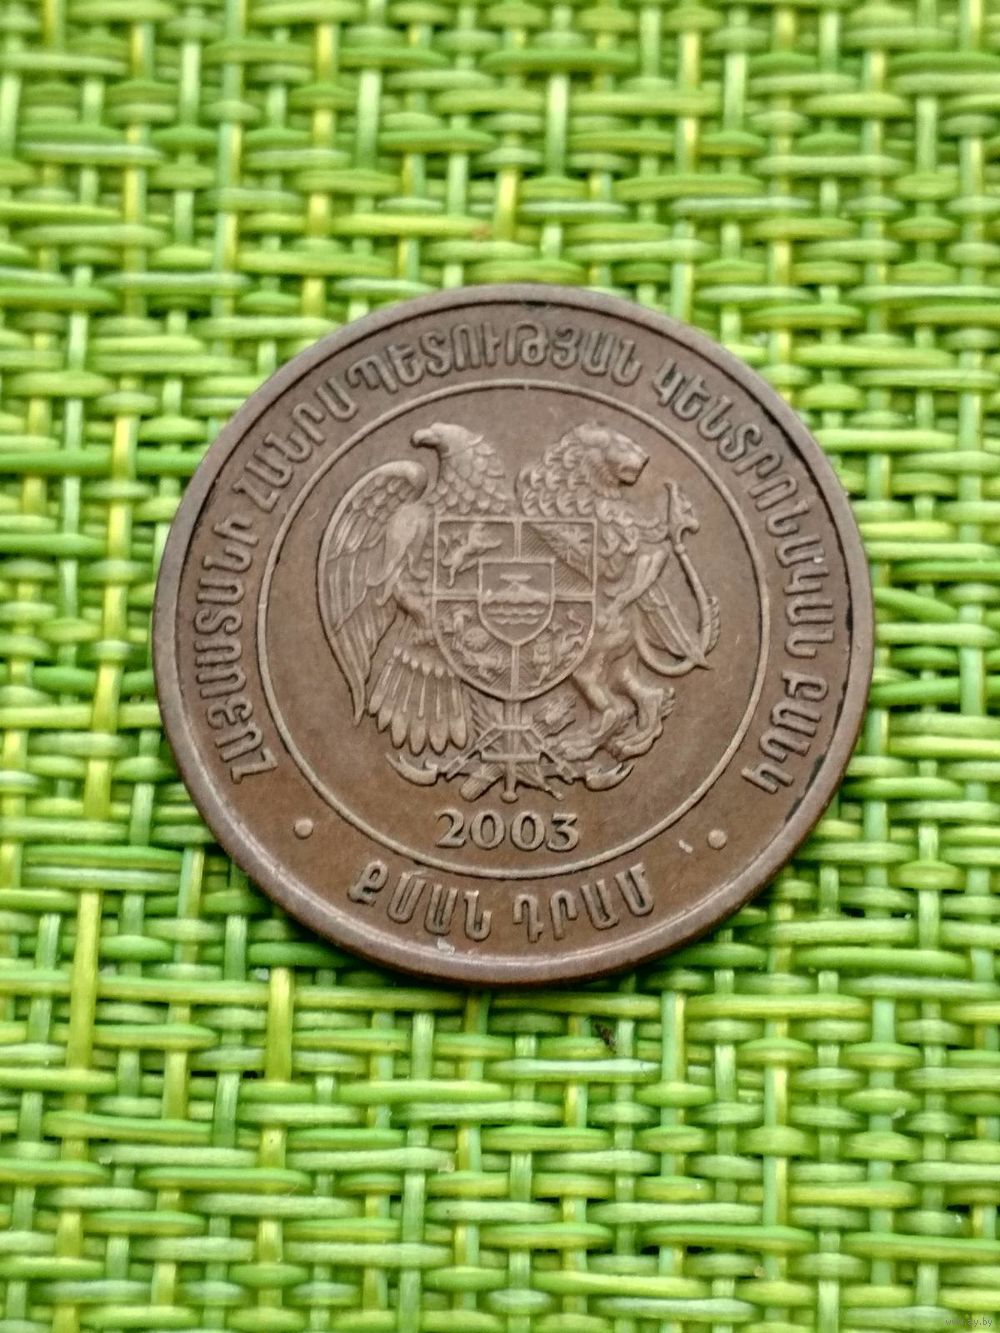 ՀԱՅԱՍՏԱՆԻ ՀԱՆՐԱՊԵՏՈՒԹՅԱՆ ԿԵՆՏՐՈՆԱԿԱՆ ԲԱՆԿ
2003
ՔՍԱՆ ԴՐԱՄ